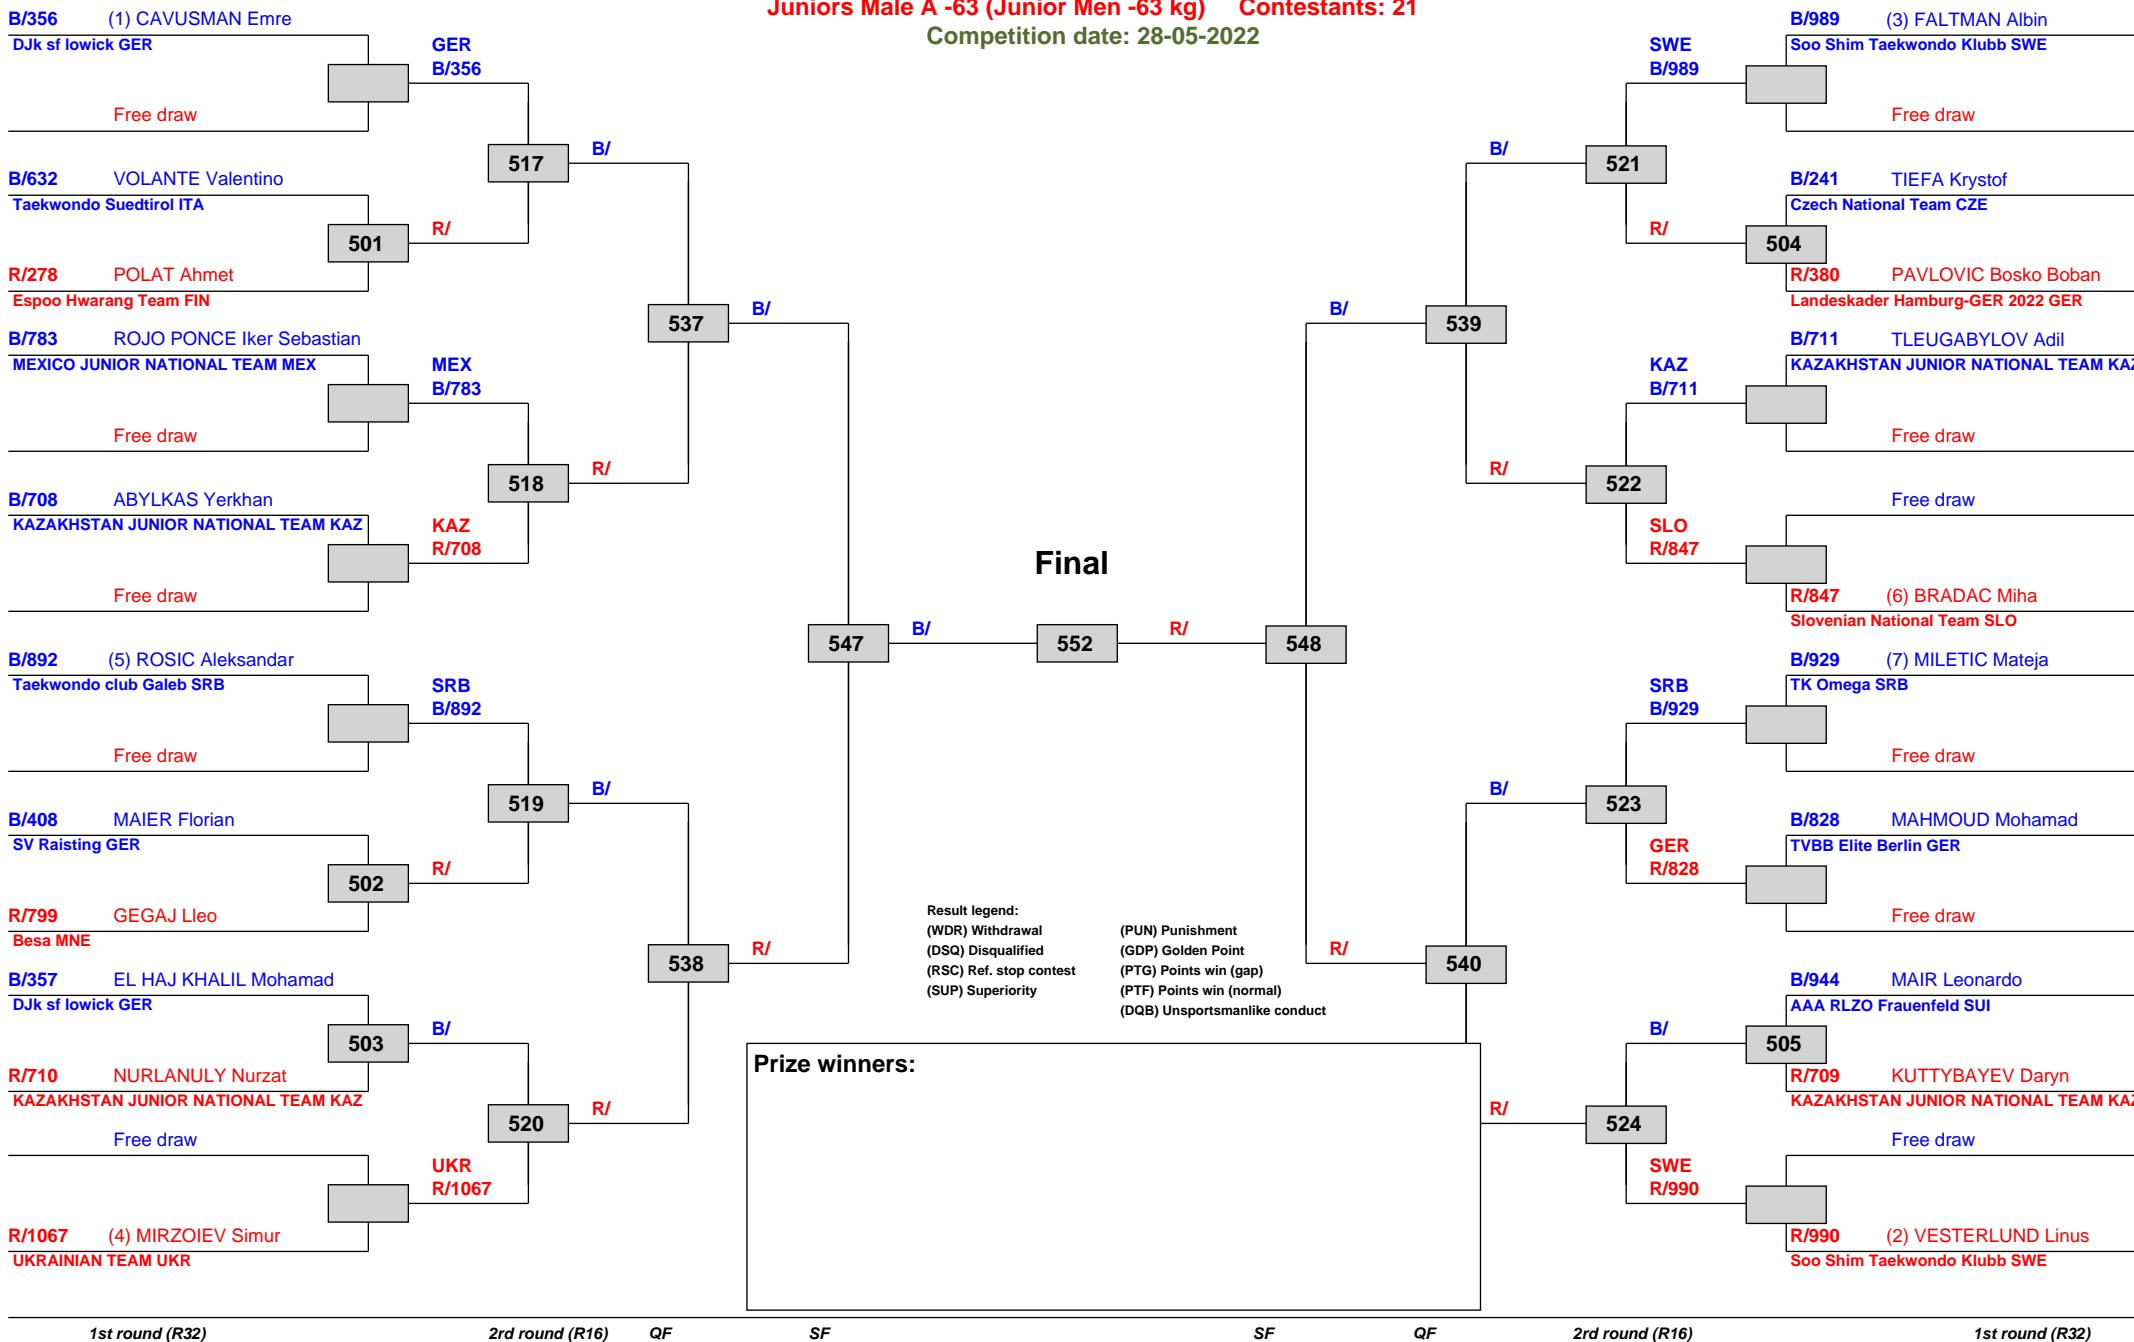 Juniors Male A -63 (Junior Men -63 kg) Contestants: 21
Competition date: 28-05-2022
B/356 (1) CAVUSMAN Emre
DJk sf lowick GER
GER
B/356
Free draw
517
B/
B/632 VOLANTE Valentino
Taekwondo Suedtirol ITA
501
R/
R/278 POLAT Ahmet
Espoo Hwarang Team FIN
537
B/
B/783 ROJO PONCE Iker Sebastian
MEXICO JUNIOR NATIONAL TEAM MEX
MEX
B/783
Free draw
518
R/
B/708 ABYLKAS Yerkhan
KAZAKHSTAN JUNIOR NATIONAL TEAM KAZ
KAZ
R/708
Free draw
547
B/
B/892 (5) ROSIC Aleksandar
Taekwondo club Galeb SRB
SRB
B/892
Free draw
519
B/
B/408 MAIER Florian
SV Raisting GER
502
R/
R/799 GEGAJ Lleo
Besa MNE
538
R/
B/357 EL HAJ KHALIL Mohamad
DJk sf lowick GER
503
B/
R/710 NURLANULY Nurzat
KAZAKHSTAN JUNIOR NATIONAL TEAM KAZ
520
R/
Free draw
UKR
R/1067
R/1067 (4) MIRZOIEV Simur
UKRAINIAN TEAM UKR
Final
552
R/
548
B/989 (3) FALTMAN Albin
Soo Shim Taekwondo Klubb SWE
SWE
B/989
Free draw
B/
521
B/241 TIEFA Krystof
Czech National Team CZE
R/
504
R/380 PAVLOVIC Bosko Boban
Landeskader Hamburg-GER 2022 GER
B/
539
B/711 TLEUGABYLOV Adil
KAZAKHSTAN JUNIOR NATIONAL TEAM KAZ
KAZ
B/711
Free draw
R/
522
Free draw
SLO
R/847
R/847 (6) BRADAC Miha
Slovenian National Team SLO
B/929 (7) MILETIC Mateja
TK Omega SRB
SRB
B/929
Free draw
B/
523
B/828 MAHMOUD Mohamad
TVBB Elite Berlin GER
GER
R/828
Free draw
R/
540
B/944 MAIR Leonardo
AAA RLZO Frauenfeld SUI
B/
505
R/709 KUTTYBAYEV Daryn
KAZAKHSTAN JUNIOR NATIONAL TEAM KAZ
R/
524
Free draw
SWE
R/990
R/990 (2) VESTERLUND Linus
Soo Shim Taekwondo Klubb SWE
Result legend:
(WDR) Withdrawal (PUN) Punishment
(DSQ) Disqualified (GDP) Golden Point
(RSC) Ref. stop contest (PTG) Points win (gap)
(SUP) Superiority (PTF) Points win (normal)
(DQB) Unsportsmanlike conduct
Prize winners:
1st round (R32) 2rd round (R16) QF SF SF QF 2rd round (R16) 1st round (R32)